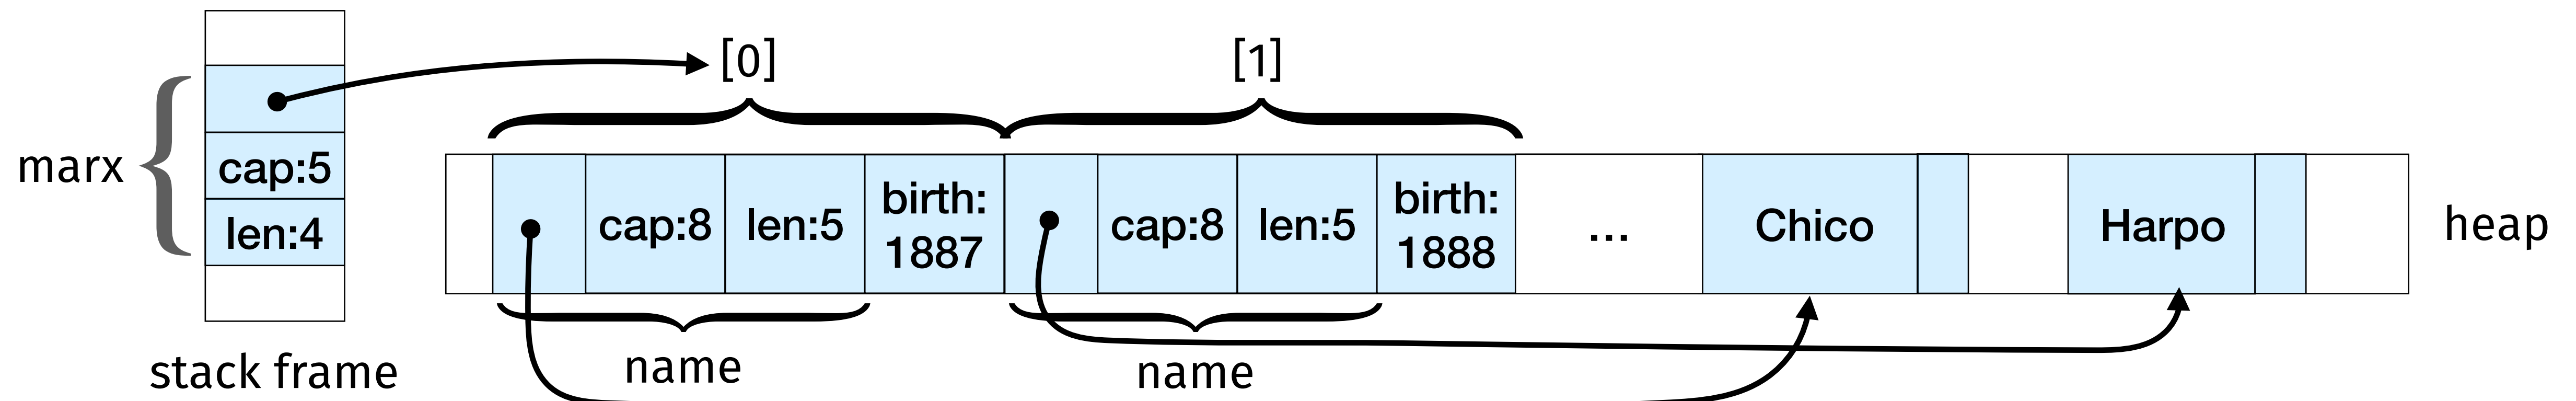 [0]
[1]
marx
cap:5
len:4
cap:8
len:5
birth:
1887
cap:8
len:5
birth:
1888
...
Chico
Harpo
heap
stack frame
name
name